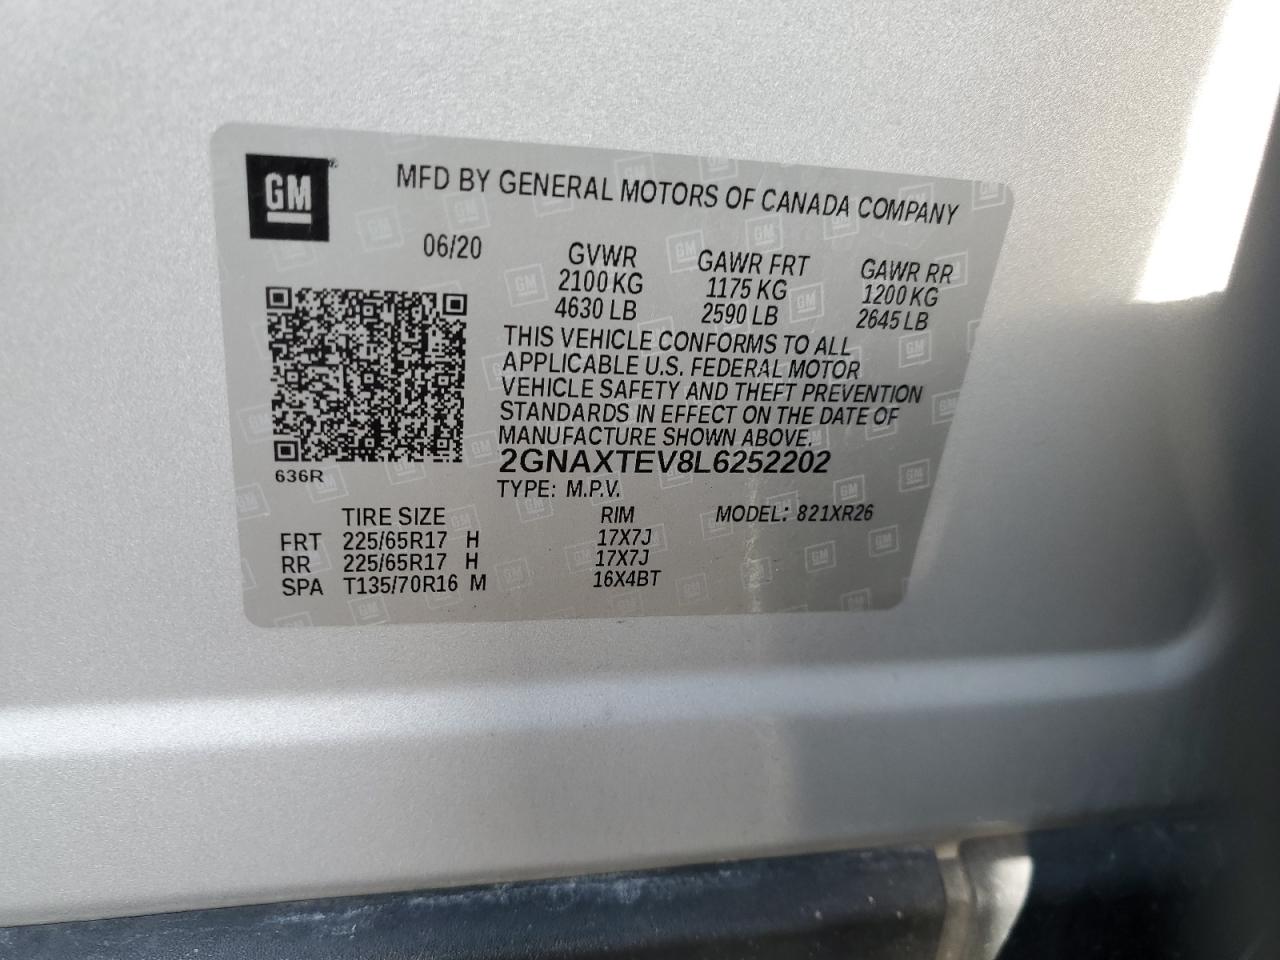 GM
MFD BY GENERAL MOTORS OF CANADA COMPANY
06/20
GVWR GAWR FRT GAWR RR
2100 KG 1175 KG 1200 KG
4630 LB 2590 LB 2645 LB
THIS VEHICLE CONFORMS TO ALL
APPLICABLE U.S. FEDERAL MOTOR
VEHICLE SAFETY AND THEFT PREVENTION
STANDARDS IN EFFECT ON THE DATE OF
MANUFACTURE SHOWN ABOVE.
2GNAXTEV8L6252202
636R
TYPE: M.P.V.
TIRE SIZE RIM MODEL: 821XR26
FRT 225/65R17 H 17X7J
RR 225/65R17 H 17X7J
SPA T135/70R16 M 16X4BT